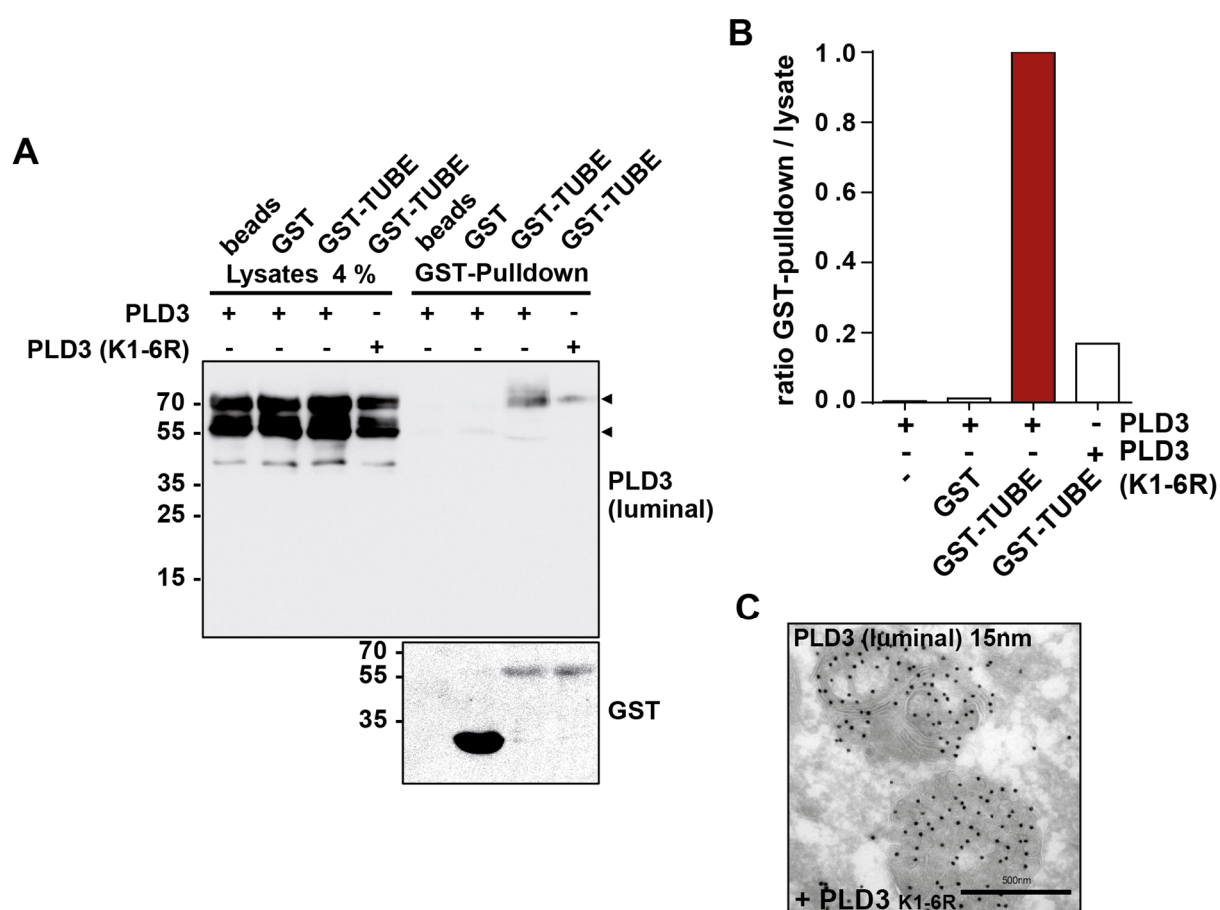 A
beads GST GST-TUBE GST-TUBE beads GST GST-TUBE GST-TUBE
Lysates 4 % GST-Pulldown
PLD3 + + + - + + + -
PLD3 (K1-6R) - - - + - - - +
70 -
55 -
35 -
25 -
15 -
PLD3
(luminal)
70 -
55 -
35 -
GST
B
ratio GST-pulldown / lysate
1.0
0.8
0.6
0.4
0.2
0.0
+ + + - PLD3
- - - + PLD3
(K1-6R)
- GST GST-TUBE GST-TUBE
C
PLD3 (luminal) 15nm
500nm
+ PLD3 K1-6R